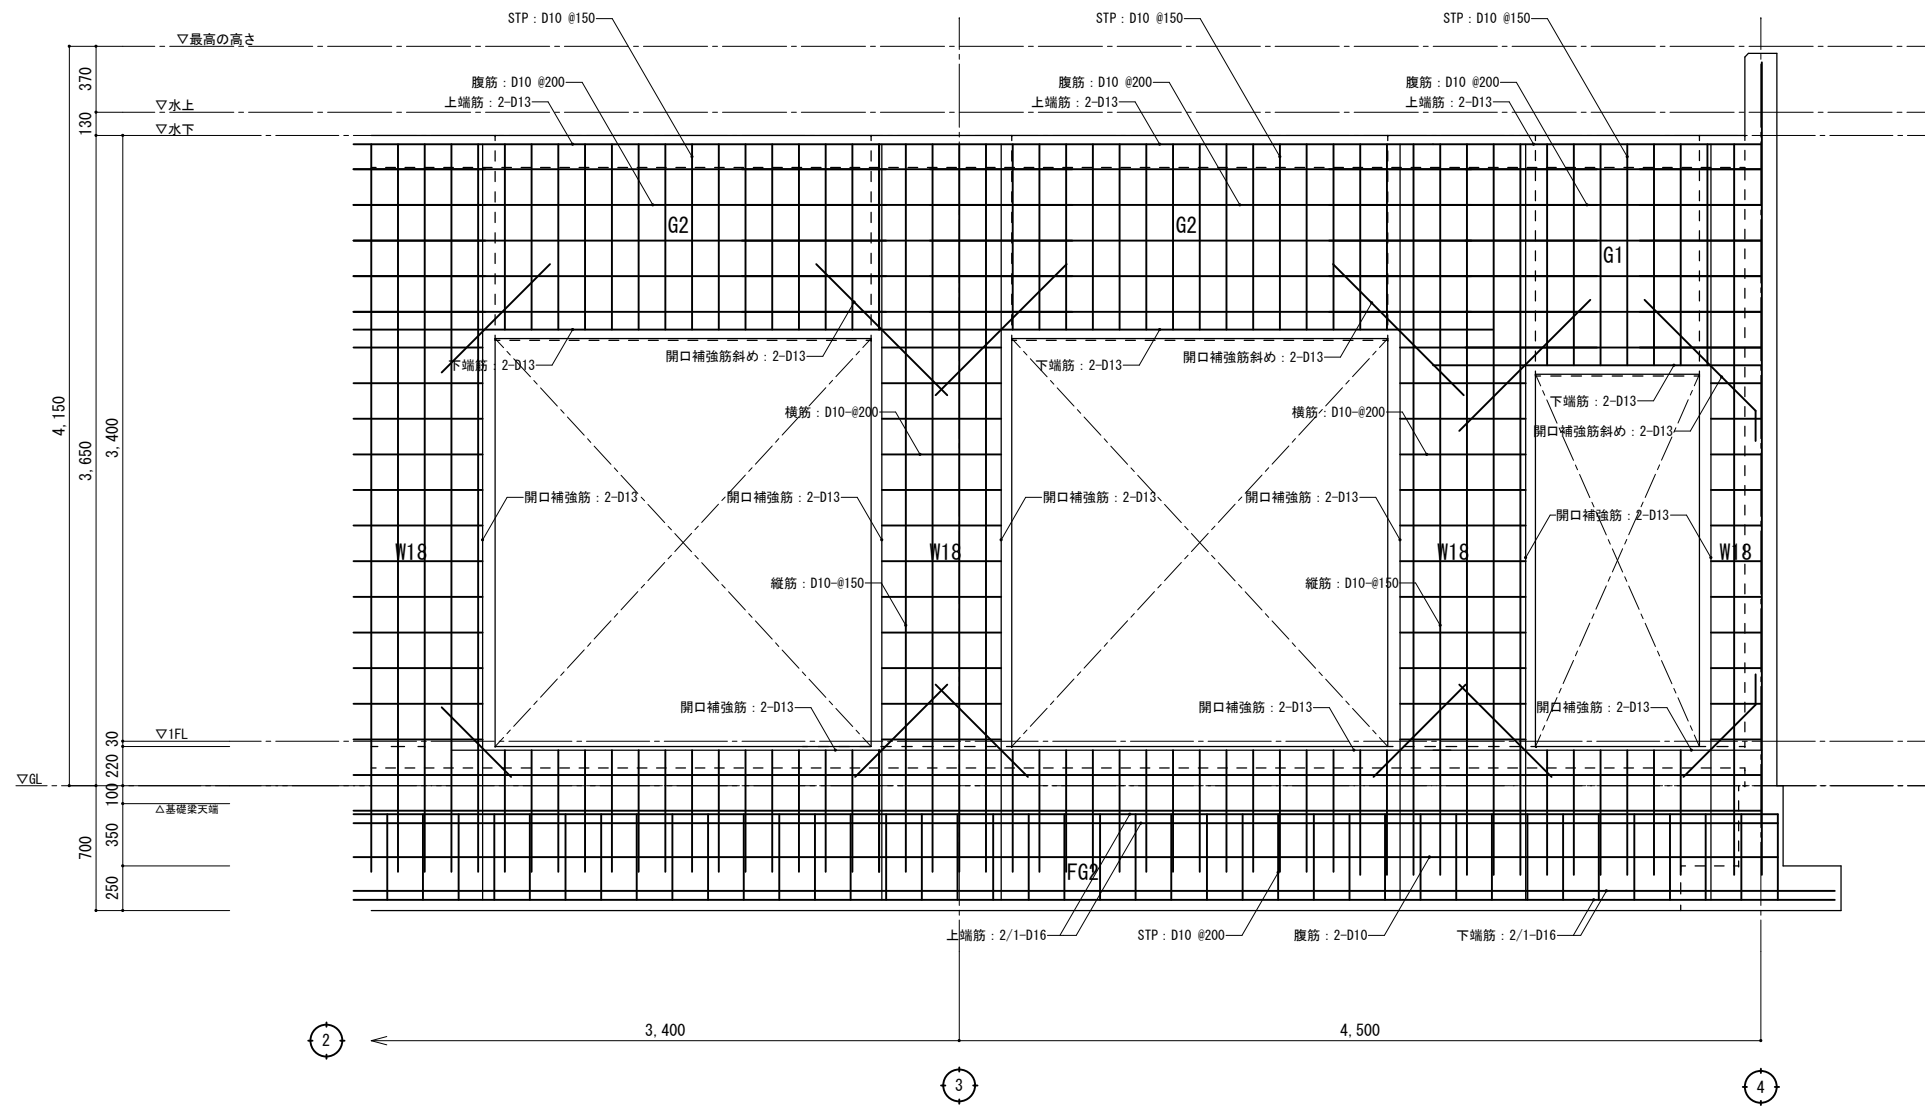 STP：D10 @150
STP：D10 @150
STP：D10 @150
▽最高の高さ
腹筋：D10 @200
腹筋：D10 @200
腹筋：D10 @200
上端筋：2-D13
上端筋：2-D13
上端筋：2-D13
370
▽水上
130
▽水下
G2
G2
G1
下端筋：2-D13
開口補強筋斜め：2-D13
下端筋：2-D13
開口補強筋斜め：2-D13
下端筋：2-D13
横筋：D10-@200
横筋：D10-@200
開口補強筋斜め：2-D13
4,150
3,650
3,400
開口補強筋：2-D13
開口補強筋：2-D13
開口補強筋：2-D13
開口補強筋：2-D13
開口補強筋：2-D13
W18
W18
W18
W18
縦筋：D10-@150
縦筋：D10-@150
開口補強筋：2-D13
開口補強筋：2-D13
開口補強筋：2-D13
▽1FL
30
220
▽GL
100
△基礎梁天端
350
700
250
FG2
上端筋：2/1-D16
STP：D10 @200
腹筋：2-D10
下端筋：2/1-D16
3,400
4,500
2
3
4